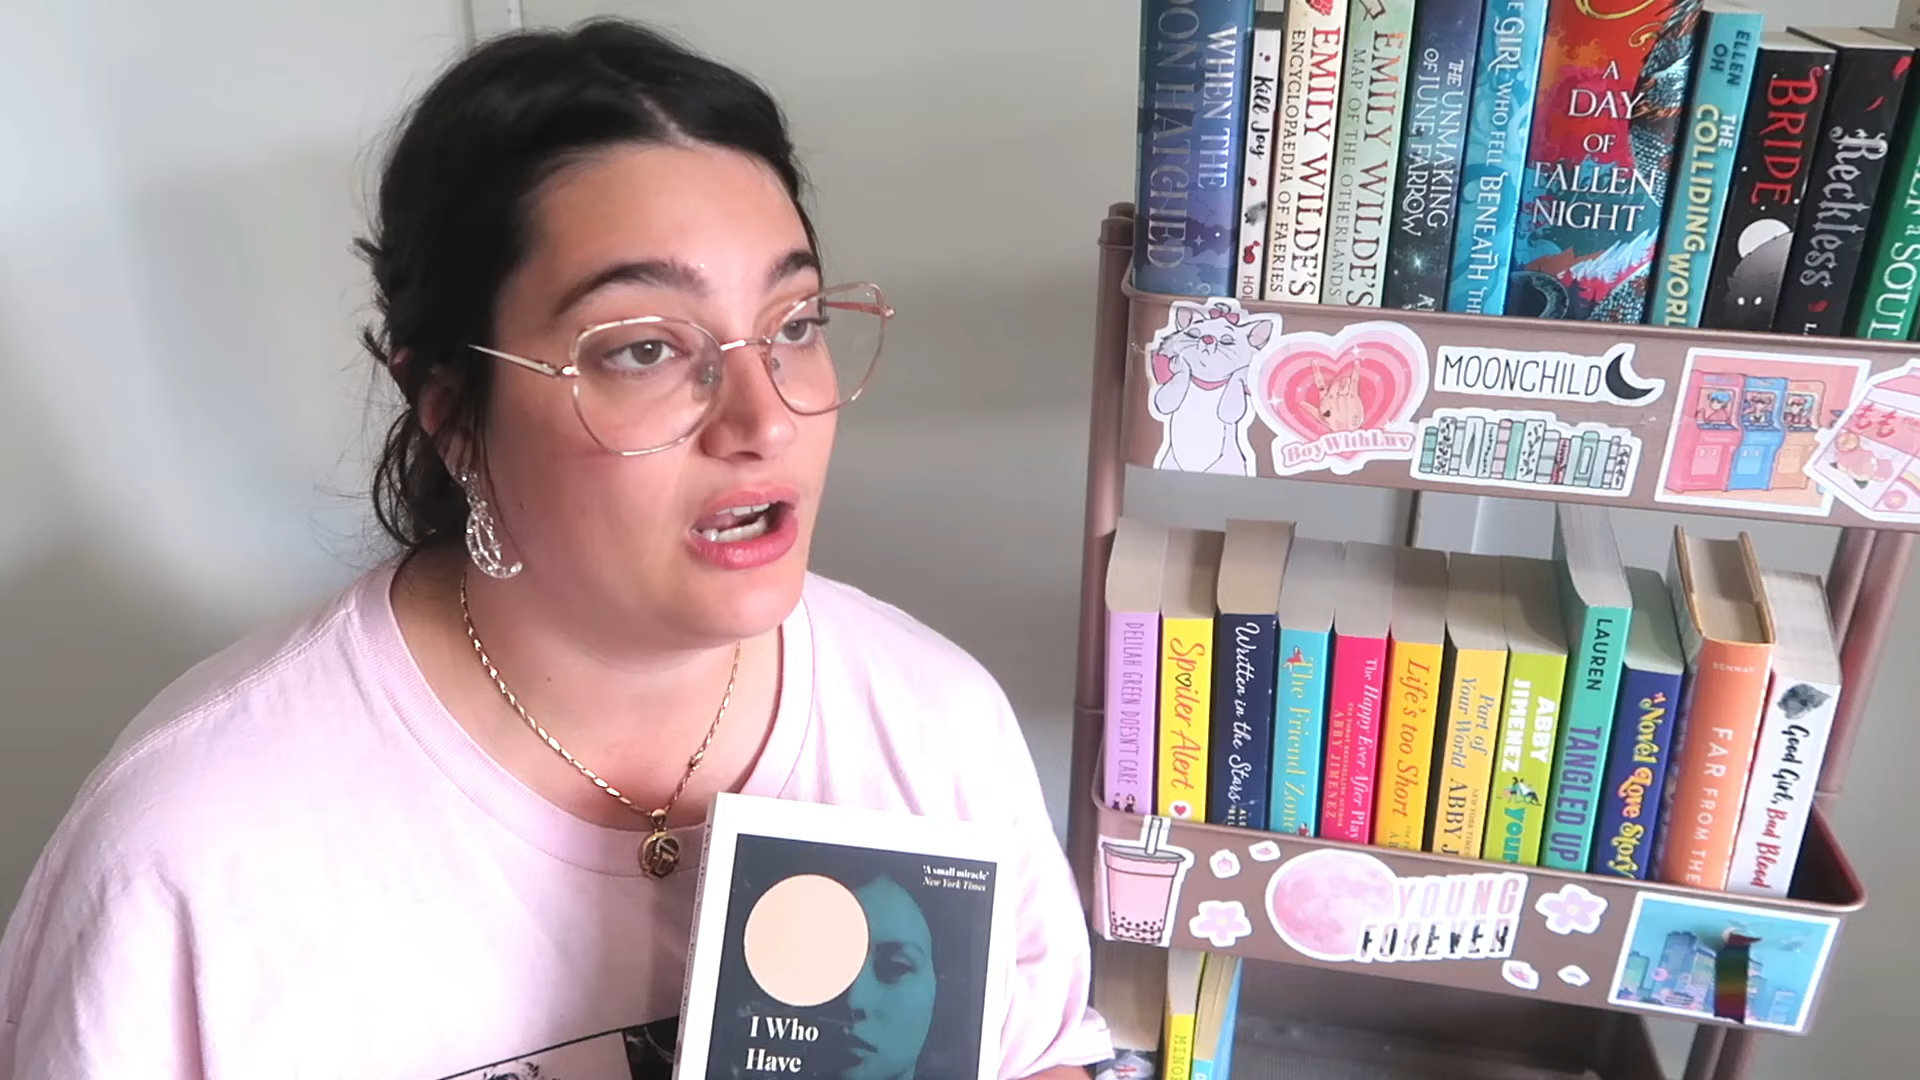 WHEN THE
MOON HATCHED
Kill Joy
EMILY WILDE'S
ENCYCLOPAEDIA OF FAERIES
EMILY WILDE'S
MAP OF THE OTHERLANDS
THE UNMAKING
OF JUNE FARROW
GIRL WHO FELL BENEATH
A
DAY
OF
FALLEN
NIGHT
ELLEN
OH
THE
COLLIDING WORL
BRIDE
Reckless
SOUL
MOONCHILD
BoyWithLuv
もも
DELILAH GREEN DOESN'T CARE
Spoiler Alert
Written in the Stars
The Friend Zone
The Happy Ever After Play
ABBY JIMENEZ
Life's too Short
Part of
Your World
ABBY
ABBY
JIMENEZ
LAUREN
TANGLED UP
A Novel Love Story
FAR FROM THE
Good Girl, Bad Blood
YOUNG
FOREVER
'A small miracle'
New York Times
I Who
Have